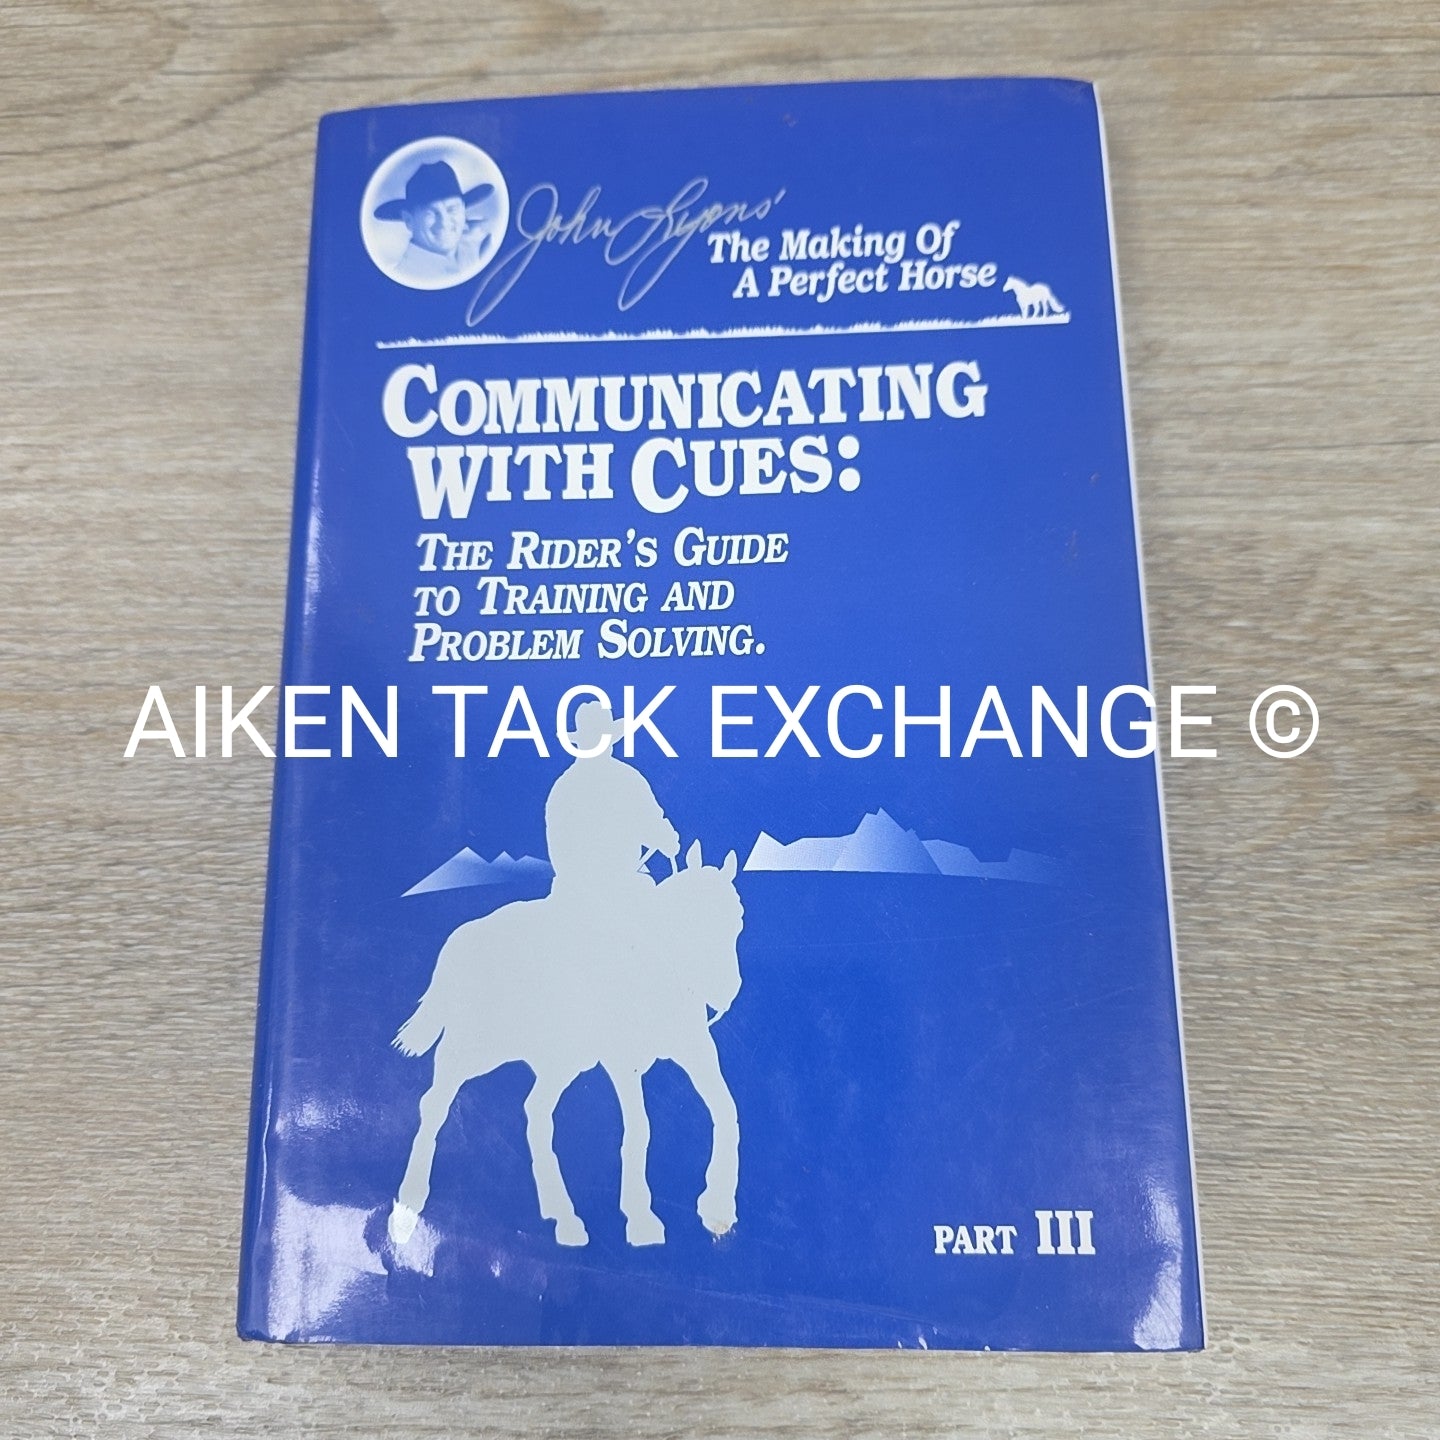 John Lyons'
The Making Of
A Perfect Horse
COMMUNICATING
WITH CUES:
THE RIDER'S GUIDE
TO TRAINING AND
PROBLEM SOLVING.
AIKEN TACK EXCHANGE ©
PART III